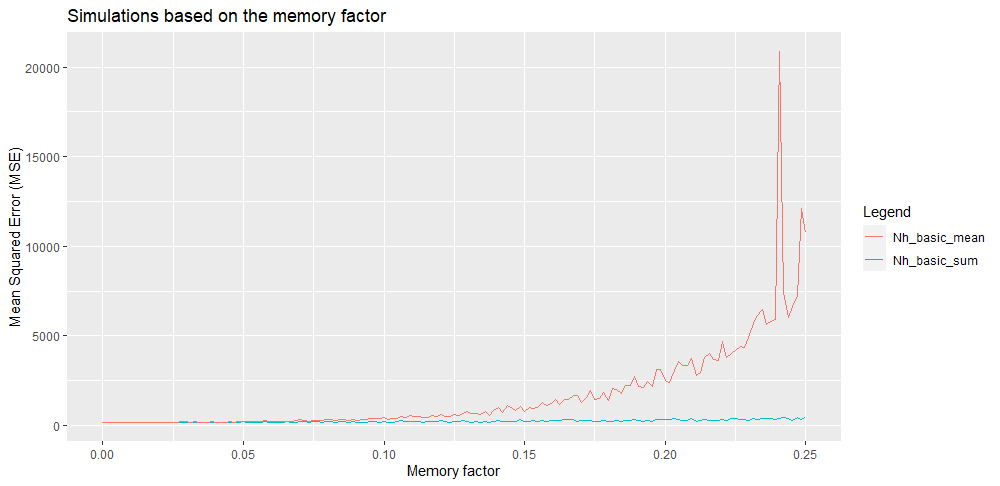 Simulations based on the memory factor
20000
15000
10000
5000
0
Mean Squared Error (MSE)
0.00 0.05 0.10 0.15 0.20 0.25
Memory factor
Legend
Nh_basic_mean
Nh_basic_sum